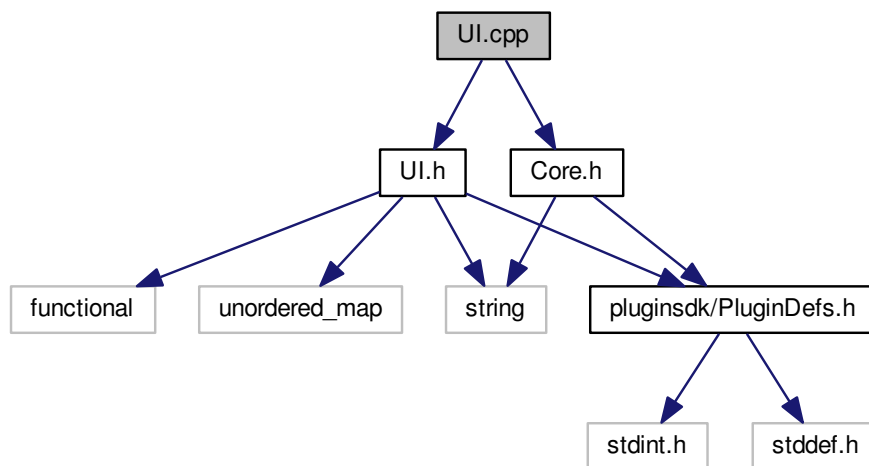 UI.cpp
UI.h
Core.h
functional
unordered_map
string
pluginsdk/PluginDefs.h
stdint.h
stddef.h